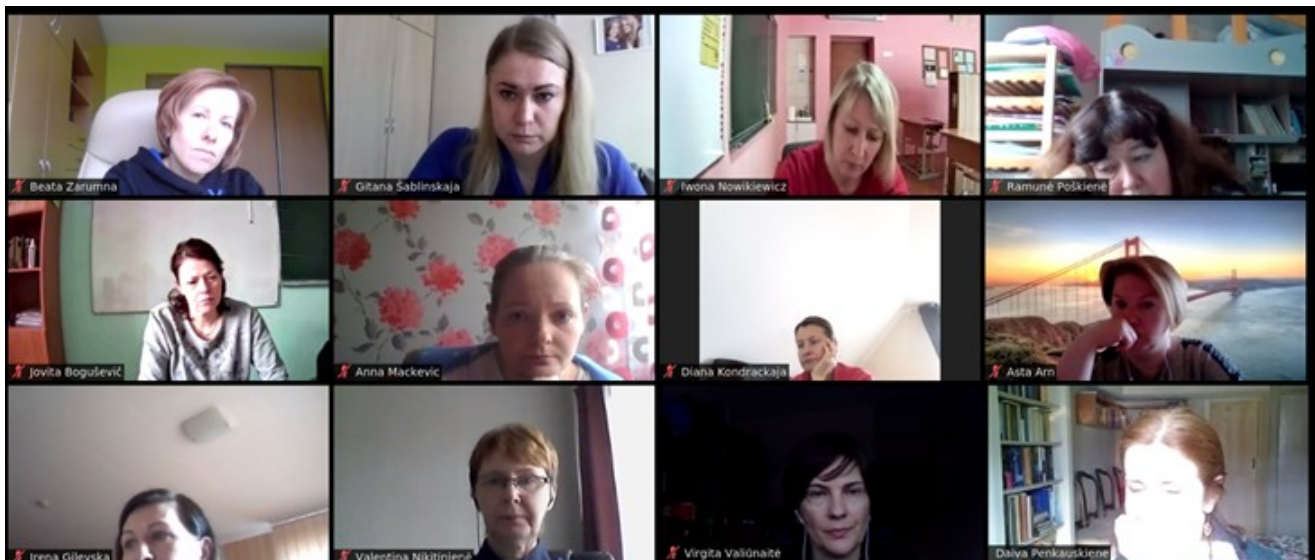 Beata Zarumna
Gitana Šablinskaja
Iwona Nowikiewicz
Ramunė Poškienė
Jovita Boguševič
Anna Mackevic
Diana Kondrackaja
Asta Arn
Irena Gilevska
Valentina Nikitinienė
Virgita Valiūnaitė
Daiva Penkauskienė